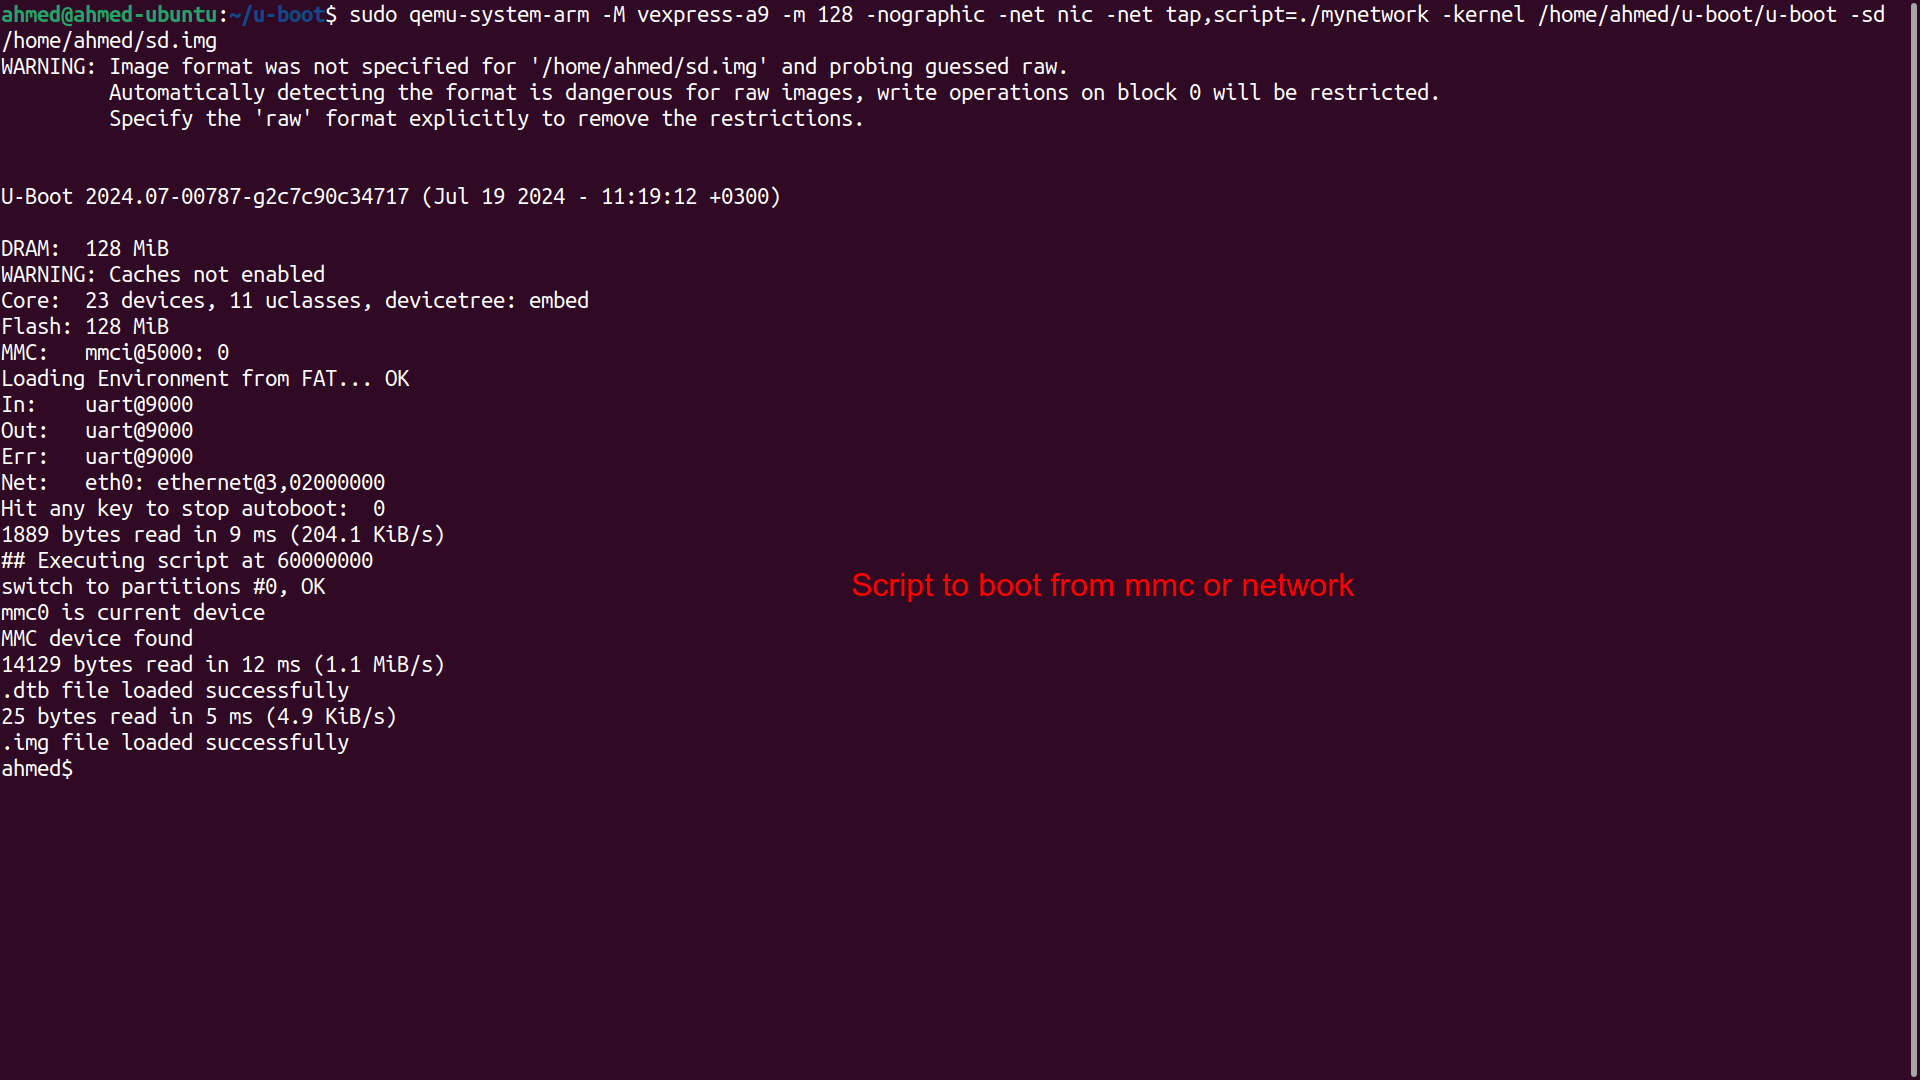 ahmed@ahmed-ubuntu:~/u-boot$ sudo qemu-system-arm -M vexpress-a9 -m 128 -nographic -net nic -net tap,script=./mynetwork -kernel /home/ahmed/u-boot/u-boot -sd
/home/ahmed/sd.img
WARNING: Image format was not specified for '/home/ahmed/sd.img' and probing guessed raw.
         Automatically detecting the format is dangerous for raw images, write operations on block 0 will be restricted.
         Specify the 'raw' format explicitly to remove the restrictions.
U-Boot 2024.07-00787-g2c7c90c34717 (Jul 19 2024 - 11:19:12 +0300)
DRAM:  128 MiB
WARNING: Caches not enabled
Core:  23 devices, 11 uclasses, devicetree: embed
Flash: 128 MiB
MMC:   mmci@5000: 0
Loading Environment from FAT... OK
In:    uart@9000
Out:   uart@9000
Err:   uart@9000
Net:   eth0: ethernet@3,02000000
Hit any key to stop autoboot:  0
1889 bytes read in 9 ms (204.1 KiB/s)
## Executing script at 60000000
switch to partitions #0, OK
Script to boot from mmc or network
mmc0 is current device
MMC device found
14129 bytes read in 12 ms (1.1 MiB/s)
.dtb file loaded successfully
25 bytes read in 5 ms (4.9 KiB/s)
.img file loaded successfully
ahmed$